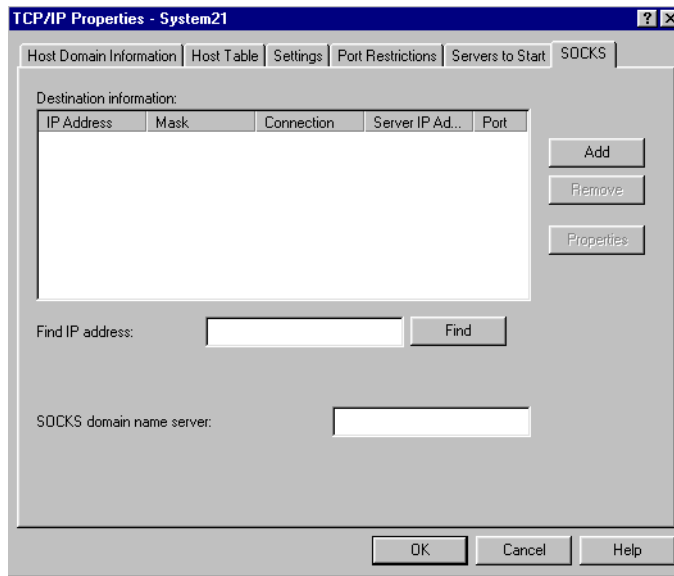 TCP/IP Properties - System21
Host Domain Information Host Table Settings Port Restrictions Servers to Start SOCKS
Destination information:
IP Address Mask Connection Server IP Ad... Port
Add
Remove
Properties
Find IP address: Find
SOCKS domain name server:
OK Cancel Help